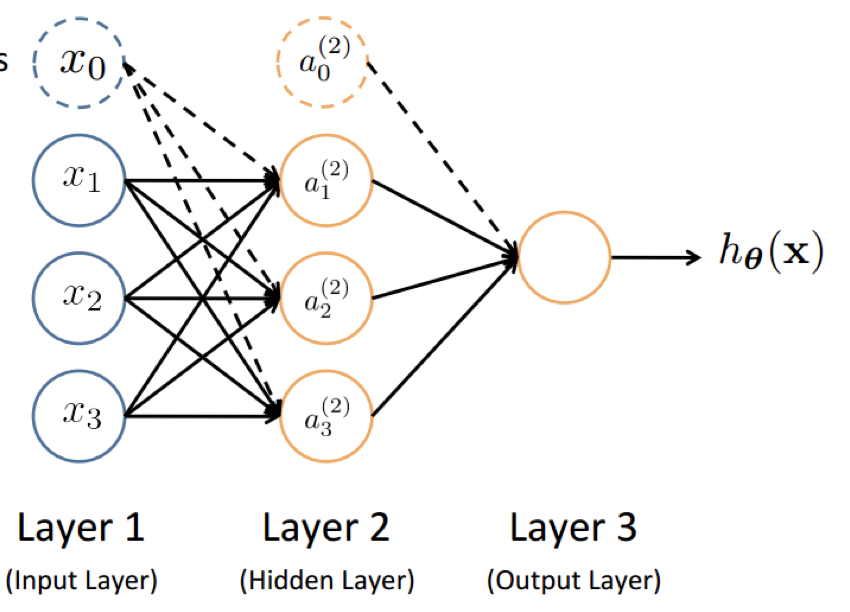 s
x₀
a₀⁽²⁾
x₁
a₁⁽²⁾
x₂
a₂⁽²⁾
x₃
a₃⁽²⁾
h_𝜽(𝐱)
Layer 1 Layer 2 Layer 3
(Input Layer) (Hidden Layer) (Output Layer)